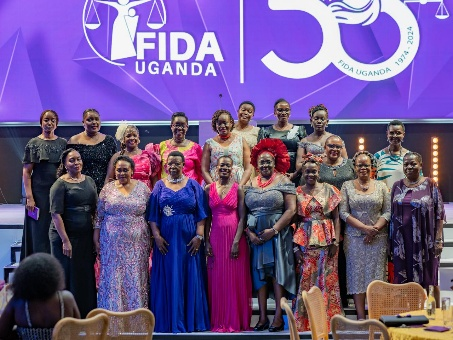 FIDA
UGANDA
50
FIDA UGANDA · 1974 - 2024